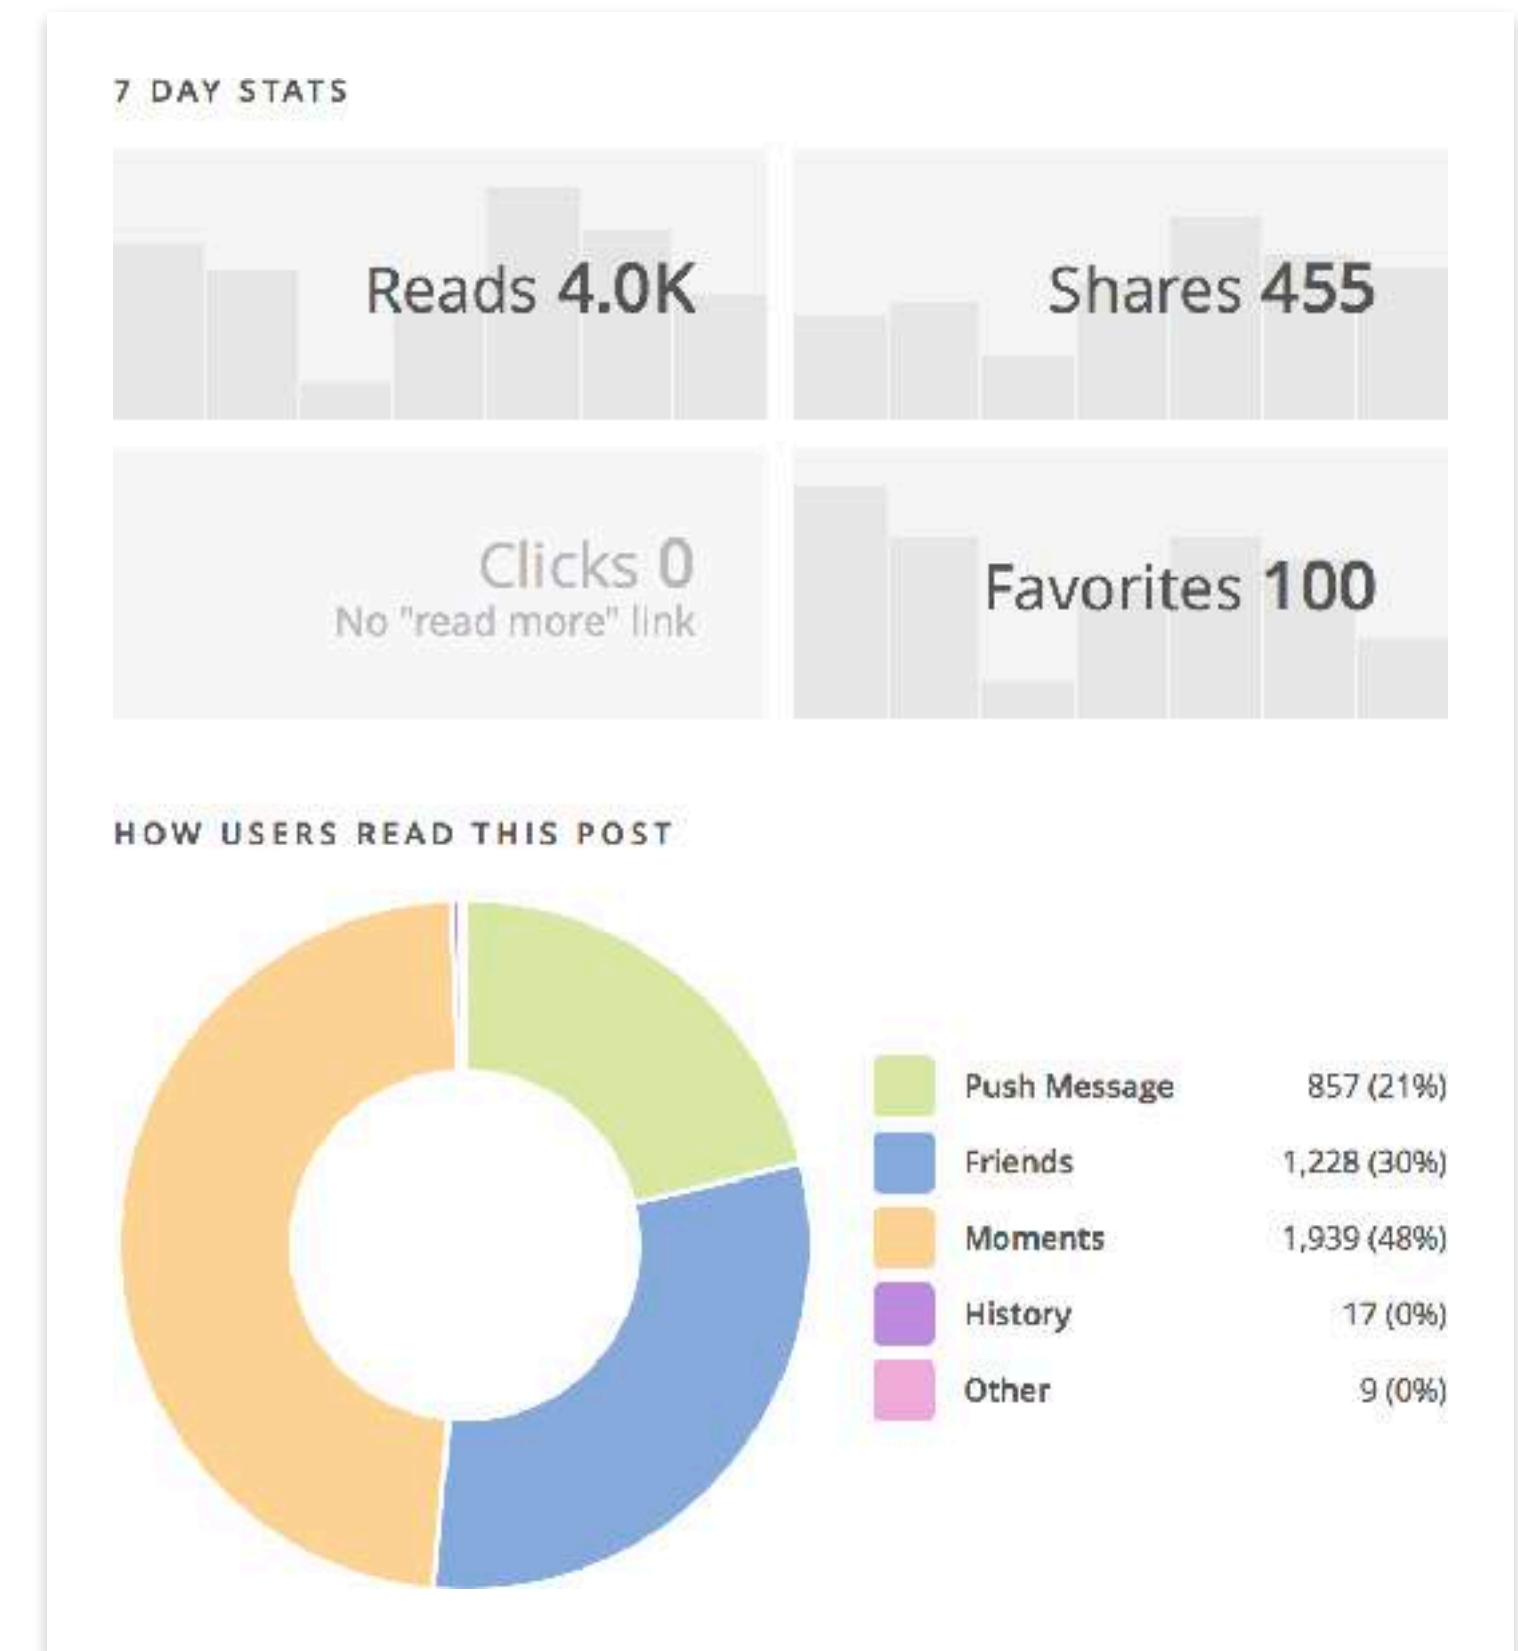 7 DAY STATS
Reads 4.0K
Shares 455
Clicks 0
No "read more" link
Favorites 100
HOW USERS READ THIS POST
Push Message 857 (21%)
Friends 1,228 (30%)
Moments 1,939 (48%)
History 17 (0%)
Other 9 (0%)